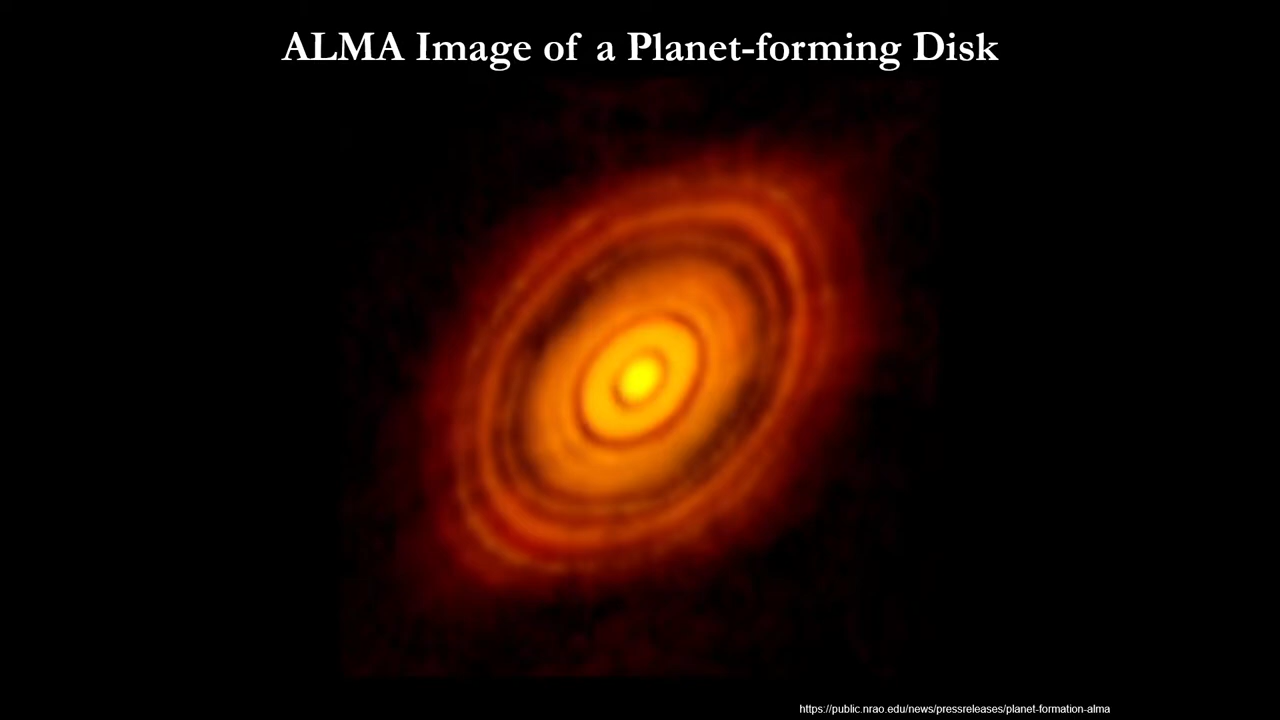 ALMA Image of a Planet-forming Disk
https://public.nrao.edu/news/pressreleases/planet-formation-alma